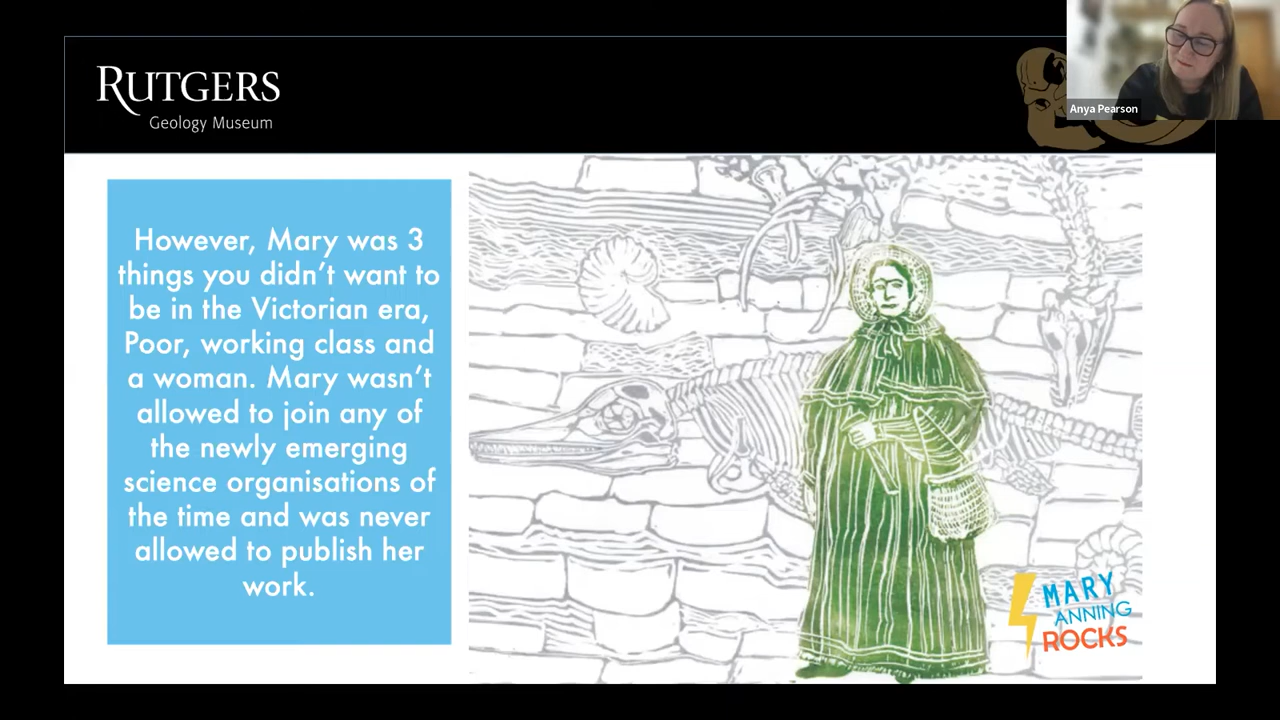 RUTGERS
Geology Museum
Anya Pearson
However, Mary was 3
things you didn't want to
be in the Victorian era,
Poor, working class and
a woman. Mary wasn't
allowed to join any of
the newly emerging
science organisations of
the time and was never
allowed to publish her
work.
MARY
ANNING
ROCKS